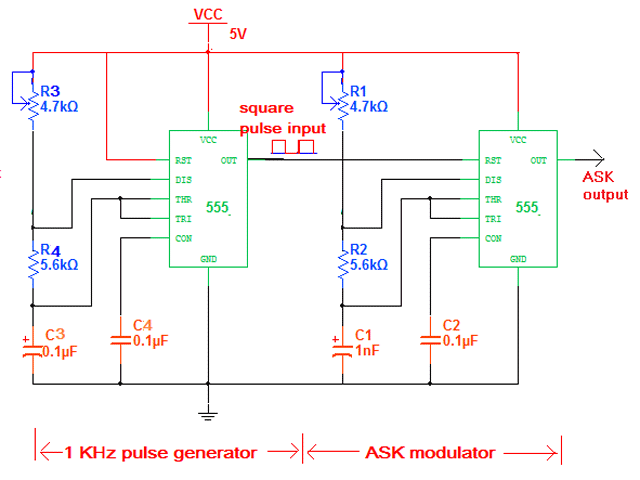 VCC
5V
R3
4.7kΩ
R1
4.7kΩ
square
pulse input
VCC
RST
OUT
DIS
THR
555
TRI
CON
GND
VCC
RST
OUT
DIS
THR
555
TRI
CON
GND
ASK
output
R4
5.6kΩ
R2
5.6kΩ
+
C3
0.1µF
C4
0.1µF
+
C1
1nF
C2
0.1µF
1 KHz pulse generator
ASK modulator